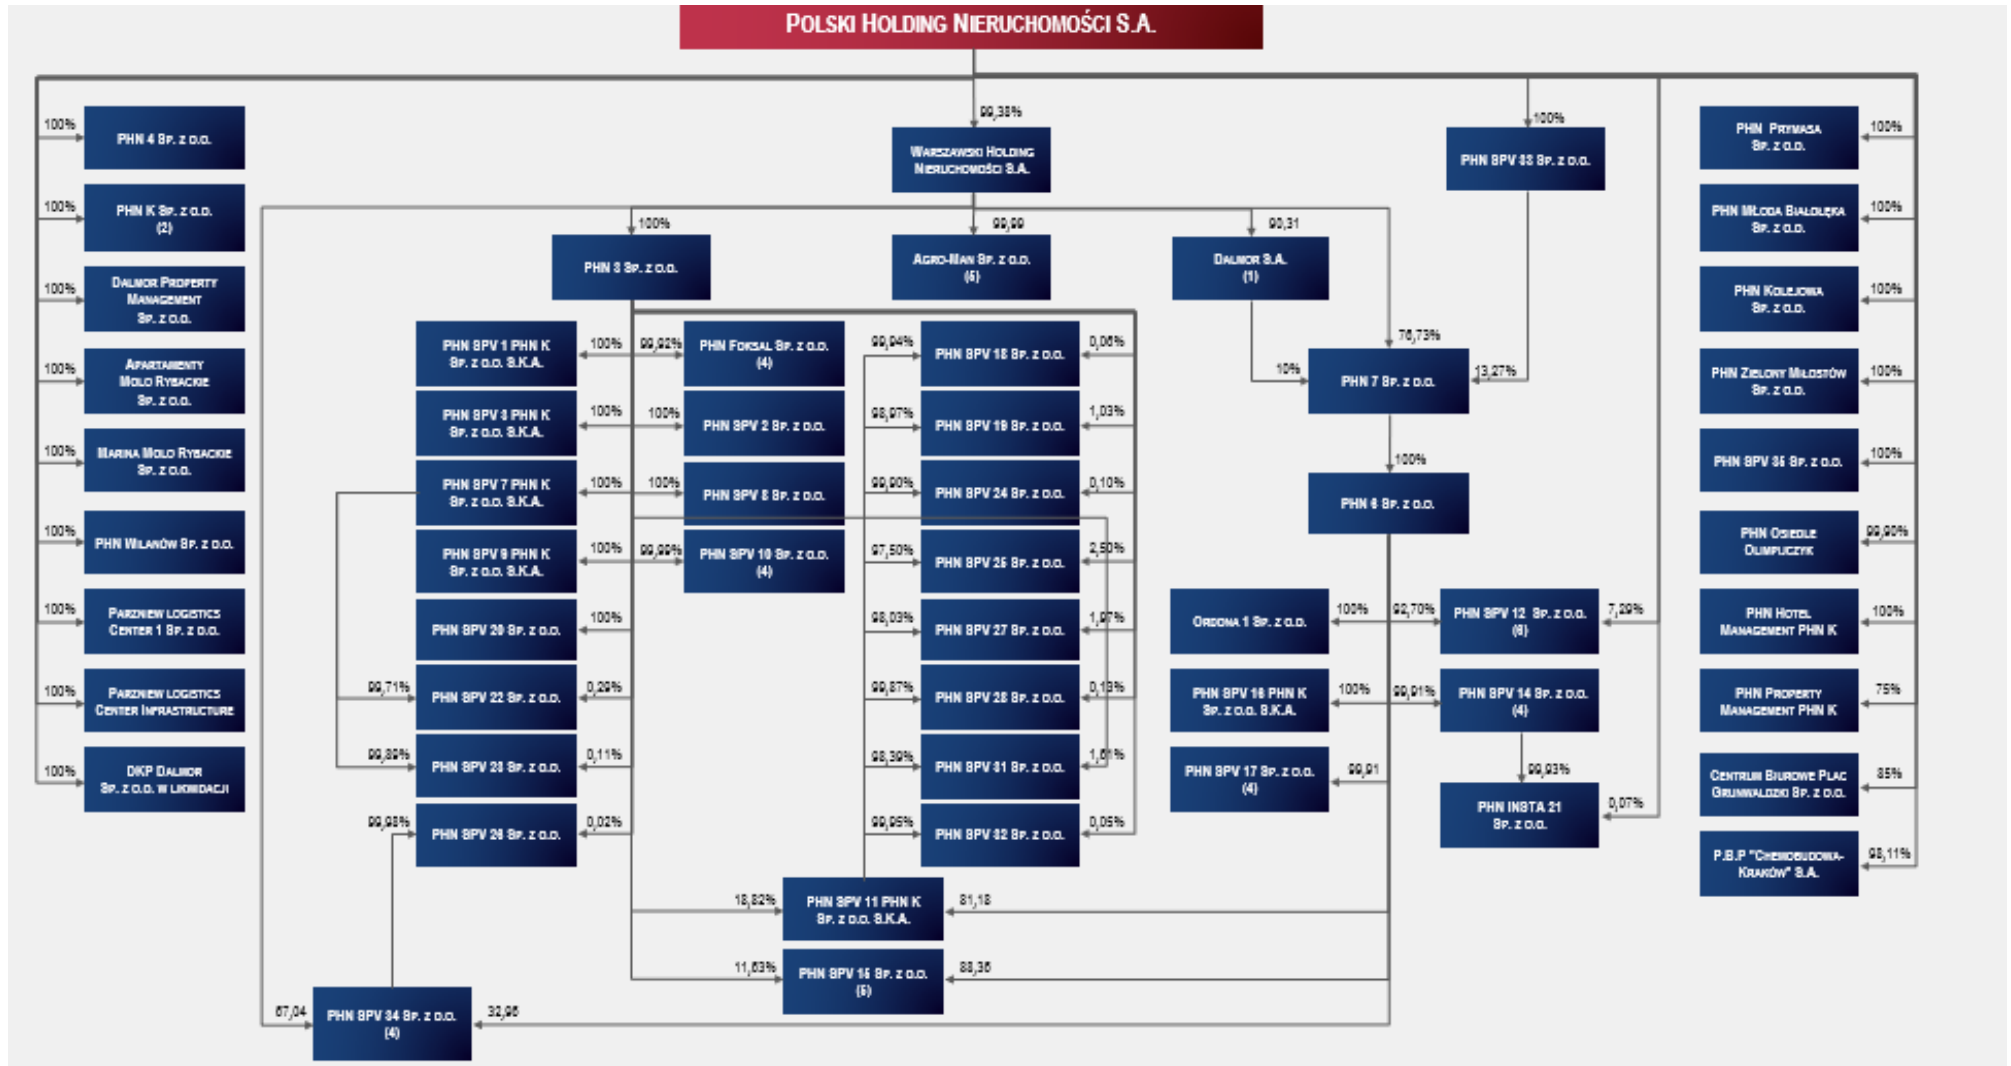 POLSKI HOLDING NIERUCHOMOŚCI S.A.
100%
PHN 4 SP. Z O.O.
100%
PHN K SP. Z O.O.
(2)
100%
DALMOR PROPERTY
MANAGEMENT
SP. Z O.O.
100%
APARTAMENTY
MOLO RYBACKIE
SP. Z O.O.
100%
MARINA MOLO RYBACKIE
SP. Z O.O.
100%
PHN WILANÓW SP. Z O.O.
100%
PARZNIEW LOGISTICS
CENTER 1 SP. Z O.O.
100%
PARZNIEW LOGISTICS
CENTER INFRASTRUCTURE
100%
DKP DALMOR
SP. Z O.O. W LIKWIDACJI
99,38%
WARSZAWSKI HOLDING
NIERUCHOMOŚCI S.A.
100%
PHN SPV 33 SP. Z O.O.
100%
PHN 3 SP. Z O.O.
99,99
AGRO-MAN SP. Z O.O.
(5)
90,31
DALMOR S.A.
(1)
76,73%
10%
PHN 7 SP. Z O.O.
13,27%
100%
PHN 6 SP. Z O.O.
PHN SPV 1 PHN K
SP. Z O.O. S.K.A.
100%
99,92%
PHN FOKSAL SP. Z O.O.
(4)
PHN SPV 3 PHN K
SP. Z O.O. S.K.A.
100%
100%
PHN SPV 2 SP. Z O.O.
PHN SPV 7 PHN K
SP. Z O.O. S.K.A.
100%
100%
PHN SPV 8 SP. Z O.O.
PHN SPV 9 PHN K
SP. Z O.O. S.K.A.
100%
99,99%
PHN SPV 10 SP. Z O.O.
(4)
PHN SPV 20 SP. Z O.O.
100%
99,71%
PHN SPV 22 SP. Z O.O.
0,29%
99,89%
PHN SPV 23 SP. Z O.O.
0,11%
99,98%
PHN SPV 26 SP. Z O.O.
0,02%
99,94%
PHN SPV 18 SP. Z O.O.
0,06%
98,97%
PHN SPV 19 SP. Z O.O.
1,03%
99,90%
PHN SPV 24 SP. Z O.O.
0,10%
97,50%
PHN SPV 25 SP. Z O.O.
2,50%
98,03%
PHN SPV 27 SP. Z O.O.
1,97%
99,87%
PHN SPV 28 SP. Z O.O.
0,13%
98,39%
PHN SPV 31 SP. Z O.O.
1,61%
99,95%
PHN SPV 32 SP. Z O.O.
0,05%
18,82%
PHN SPV 11 PHN K
SP. Z O.O. S.K.A.
81,18
11,63%
PHN SPV 15 SP. Z O.O.
(5)
88,36
67,04
PHN SPV 34 SP. Z O.O.
(4)
32,96
ORDONA 1 SP. Z O.O.
100%
92,70%
PHN SPV 12 SP. Z O.O.
(6)
7,29%
PHN SPV 16 PHN K
SP. Z O.O. S.K.A.
100%
99,91%
PHN SPV 14 SP. Z O.O.
(4)
PHN SPV 17 SP. Z O.O.
(4)
99,91
99,93%
PHN INSTA 21
SP. Z O.O.
0,07%
PHN PRYMASA
SP. Z O.O.
100%
PHN MŁODA BIAŁOŁĘKA
SP. Z O.O.
100%
PHN KOLEJOWA
SP. Z O.O.
100%
PHN ZIELONY MIŁOSTÓW
SP. Z O.O.
100%
PHN SPV 35 SP. Z O.O.
100%
PHN OSIEDLE
OLIMPIJCZYK
99,90%
PHN HOTEL
MANAGEMENT PHN K
100%
PHN PROPERTY
MANAGEMENT PHN K
75%
CENTRUM BIUROWE PLAC
GRUNWALDZKI SP. Z O.O.
85%
P.B.P "CHEMOBUDOWA-
KRAKÓW" S.A.
98,11%